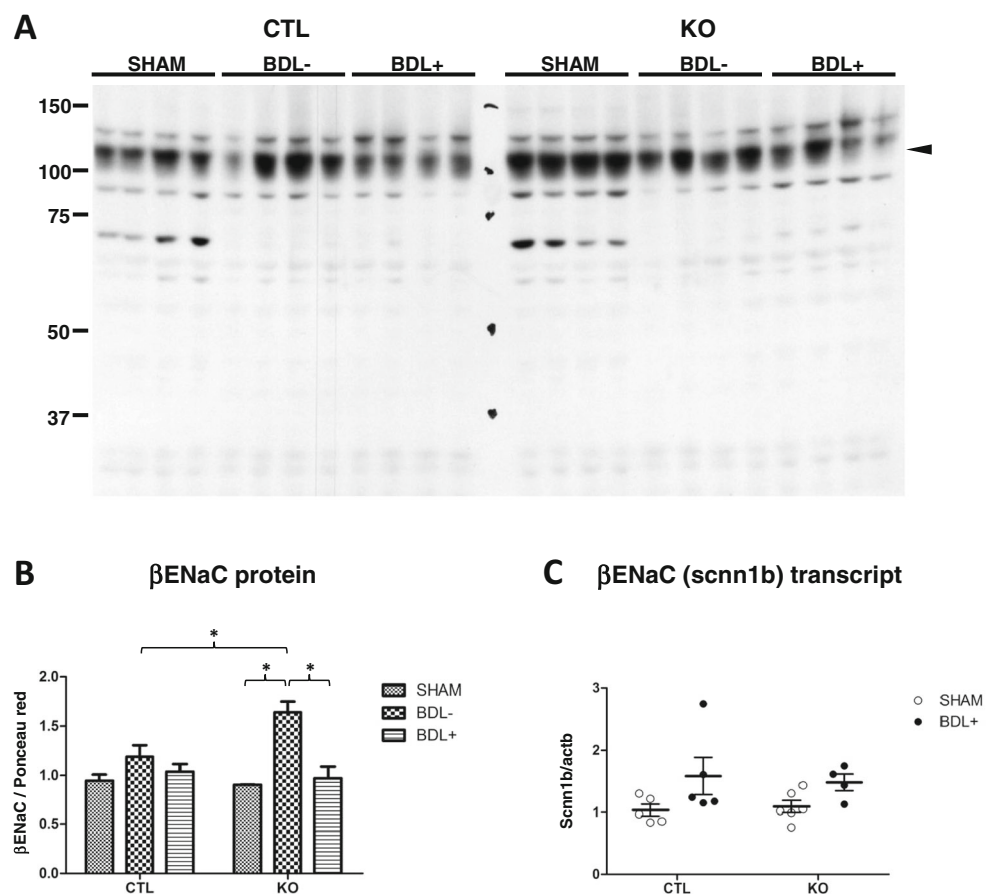 A
CTL KO
SHAM BDL- BDL+ SHAM BDL- BDL+
150
100
75
50
37
B βENaC protein
*
* *
2.0
1.5
1.0
0.5
0.0
βENaC / Ponceau red
CTL KO
SHAM
BDL-
BDL+
C βENaC (scnn1b) transcript
3
2
1
0
Scnn1b/actb
CTL KO
SHAM
BDL+